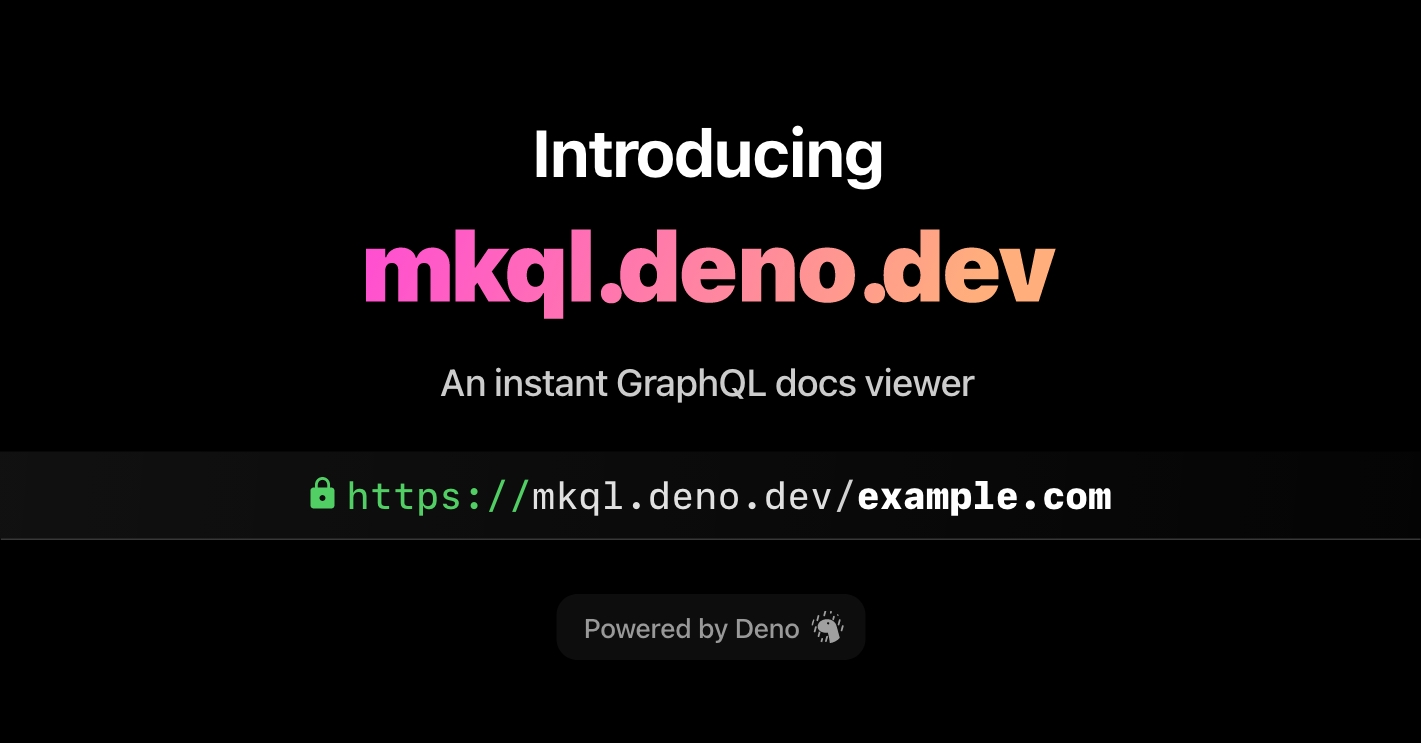 Introducing
mkql.deno.dev
An instant GraphQL docs viewer
https://mkql.deno.dev/example.com
Powered by Deno